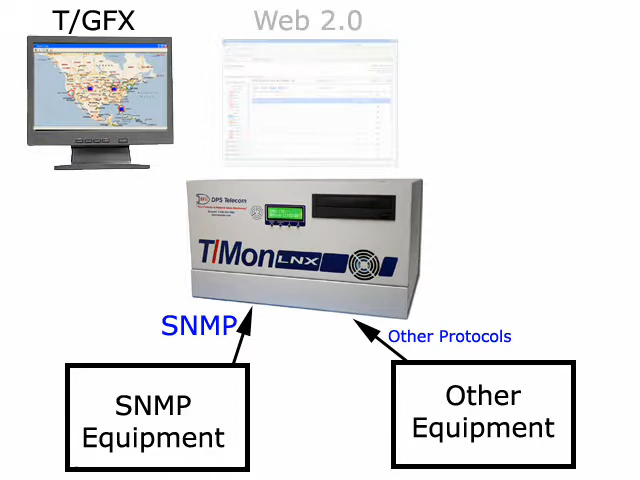 T/GFX
Web 2.0
DPS Telecom
T/Mon LNX
SNMP
Other Protocols
SNMP
Equipment
Other
Equipment